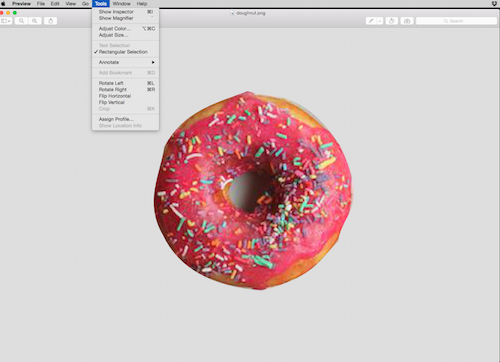 Preview File Edit View Go Tools Window Help
doughnut.png
Search
Show Inspector ⌘I
Show Magnifier `
Adjust Color... ⌥⌘C
Adjust Size...
Text Selection
✓ Rectangular Selection
Annotate ▶
Add Bookmark ⌘D
Rotate Left ⌘L
Rotate Right ⌘R
Flip Horizontal
Flip Vertical
Crop ⌘K
Assign Profile...
Show Location Info